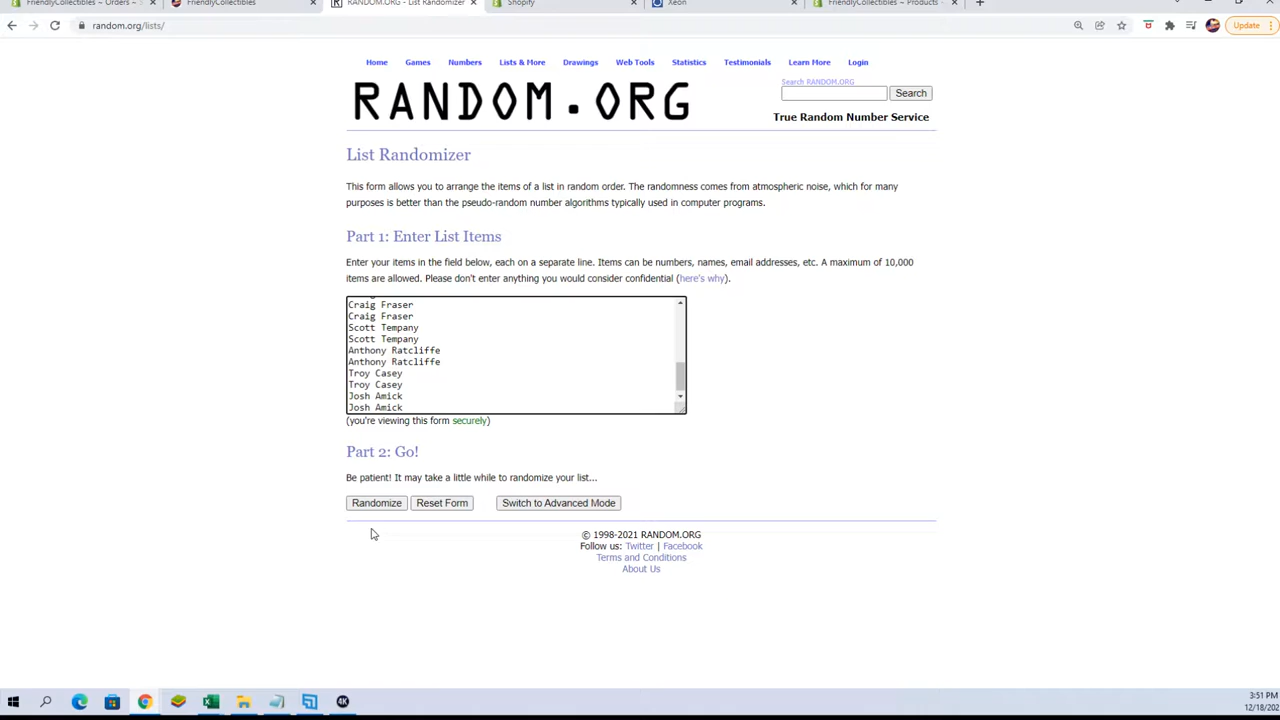 FriendlyCollectibles ~ Orders ~
FriendlyCollectibles
RANDOM.ORG - List Randomizer
Shopify
Xeon
FriendlyCollectibles ~ Products ~
random.org/lists/
Update
Home Games Numbers Lists & More Drawings Web Tools Statistics Testimonials Learn More Login
RANDOM.ORG
Search RANDOM.ORG
Search
True Random Number Service
List Randomizer
This form allows you to arrange the items of a list in random order. The randomness comes from atmospheric noise, which for many
purposes is better than the pseudo-random number algorithms typically used in computer programs.
Part 1: Enter List Items
Enter your items in the field below, each on a separate line. Items can be numbers, names, email addresses, etc. A maximum of 10,000
items are allowed. Please don't enter anything you would consider confidential (here's why).
Craig Fraser
Craig Fraser
Scott Tempany
Scott Tempany
Anthony Ratcliffe
Anthony Ratcliffe
Troy Casey
Troy Casey
Josh Amick
Josh Amick
(you're viewing this form securely)
Part 2: Go!
Be patient! It may take a little while to randomize your list...
Randomize Reset Form Switch to Advanced Mode
© 1998-2021 RANDOM.ORG
Follow us: Twitter | Facebook
Terms and Conditions
About Us
4K
3:51 PM
12/18/202